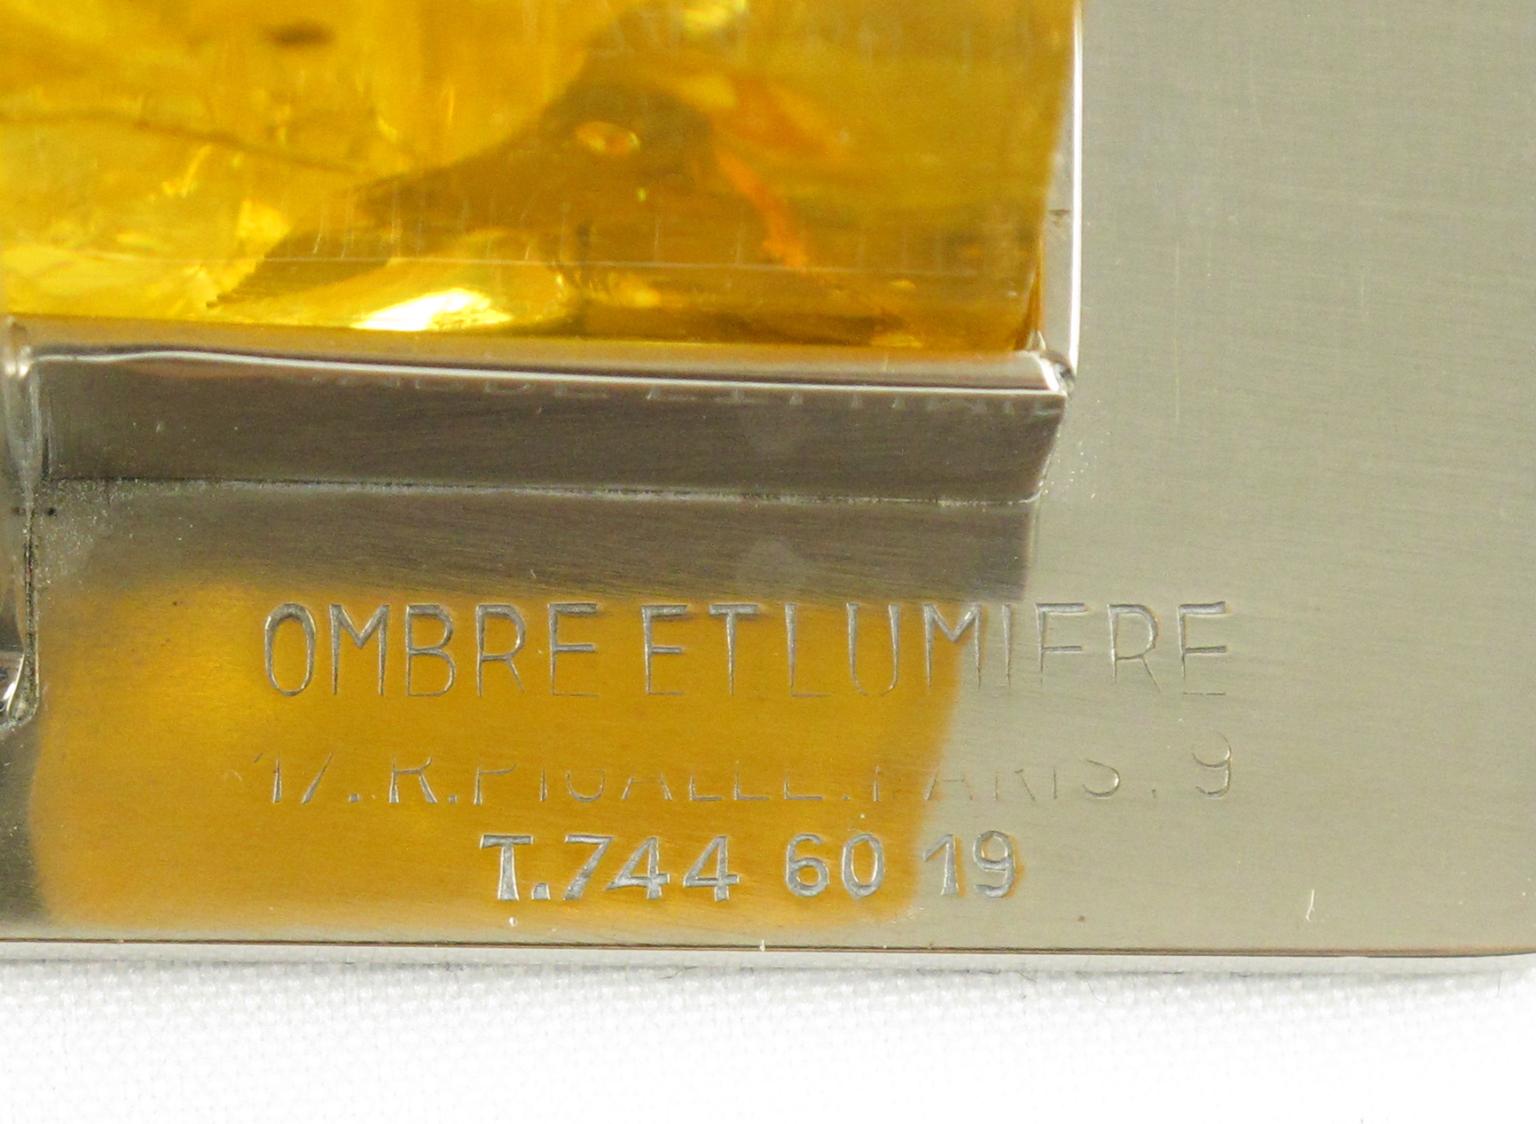 OMBRE ET LUMIERE
17.R.PIGALLE.PARIS.9
T.744 60 19